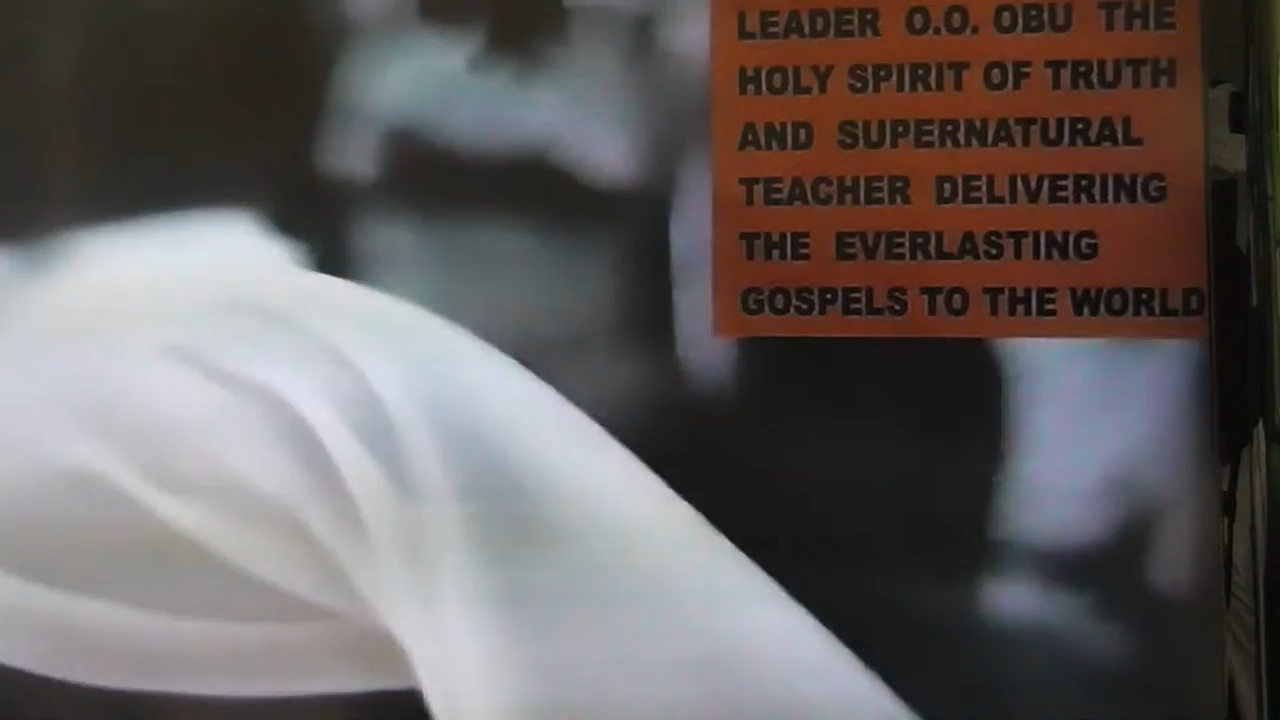 LEADER O.O. OBU THE
HOLY SPIRIT OF TRUTH
AND SUPERNATURAL
TEACHER DELIVERING
THE EVERLASTING
GOSPELS TO THE WORLD